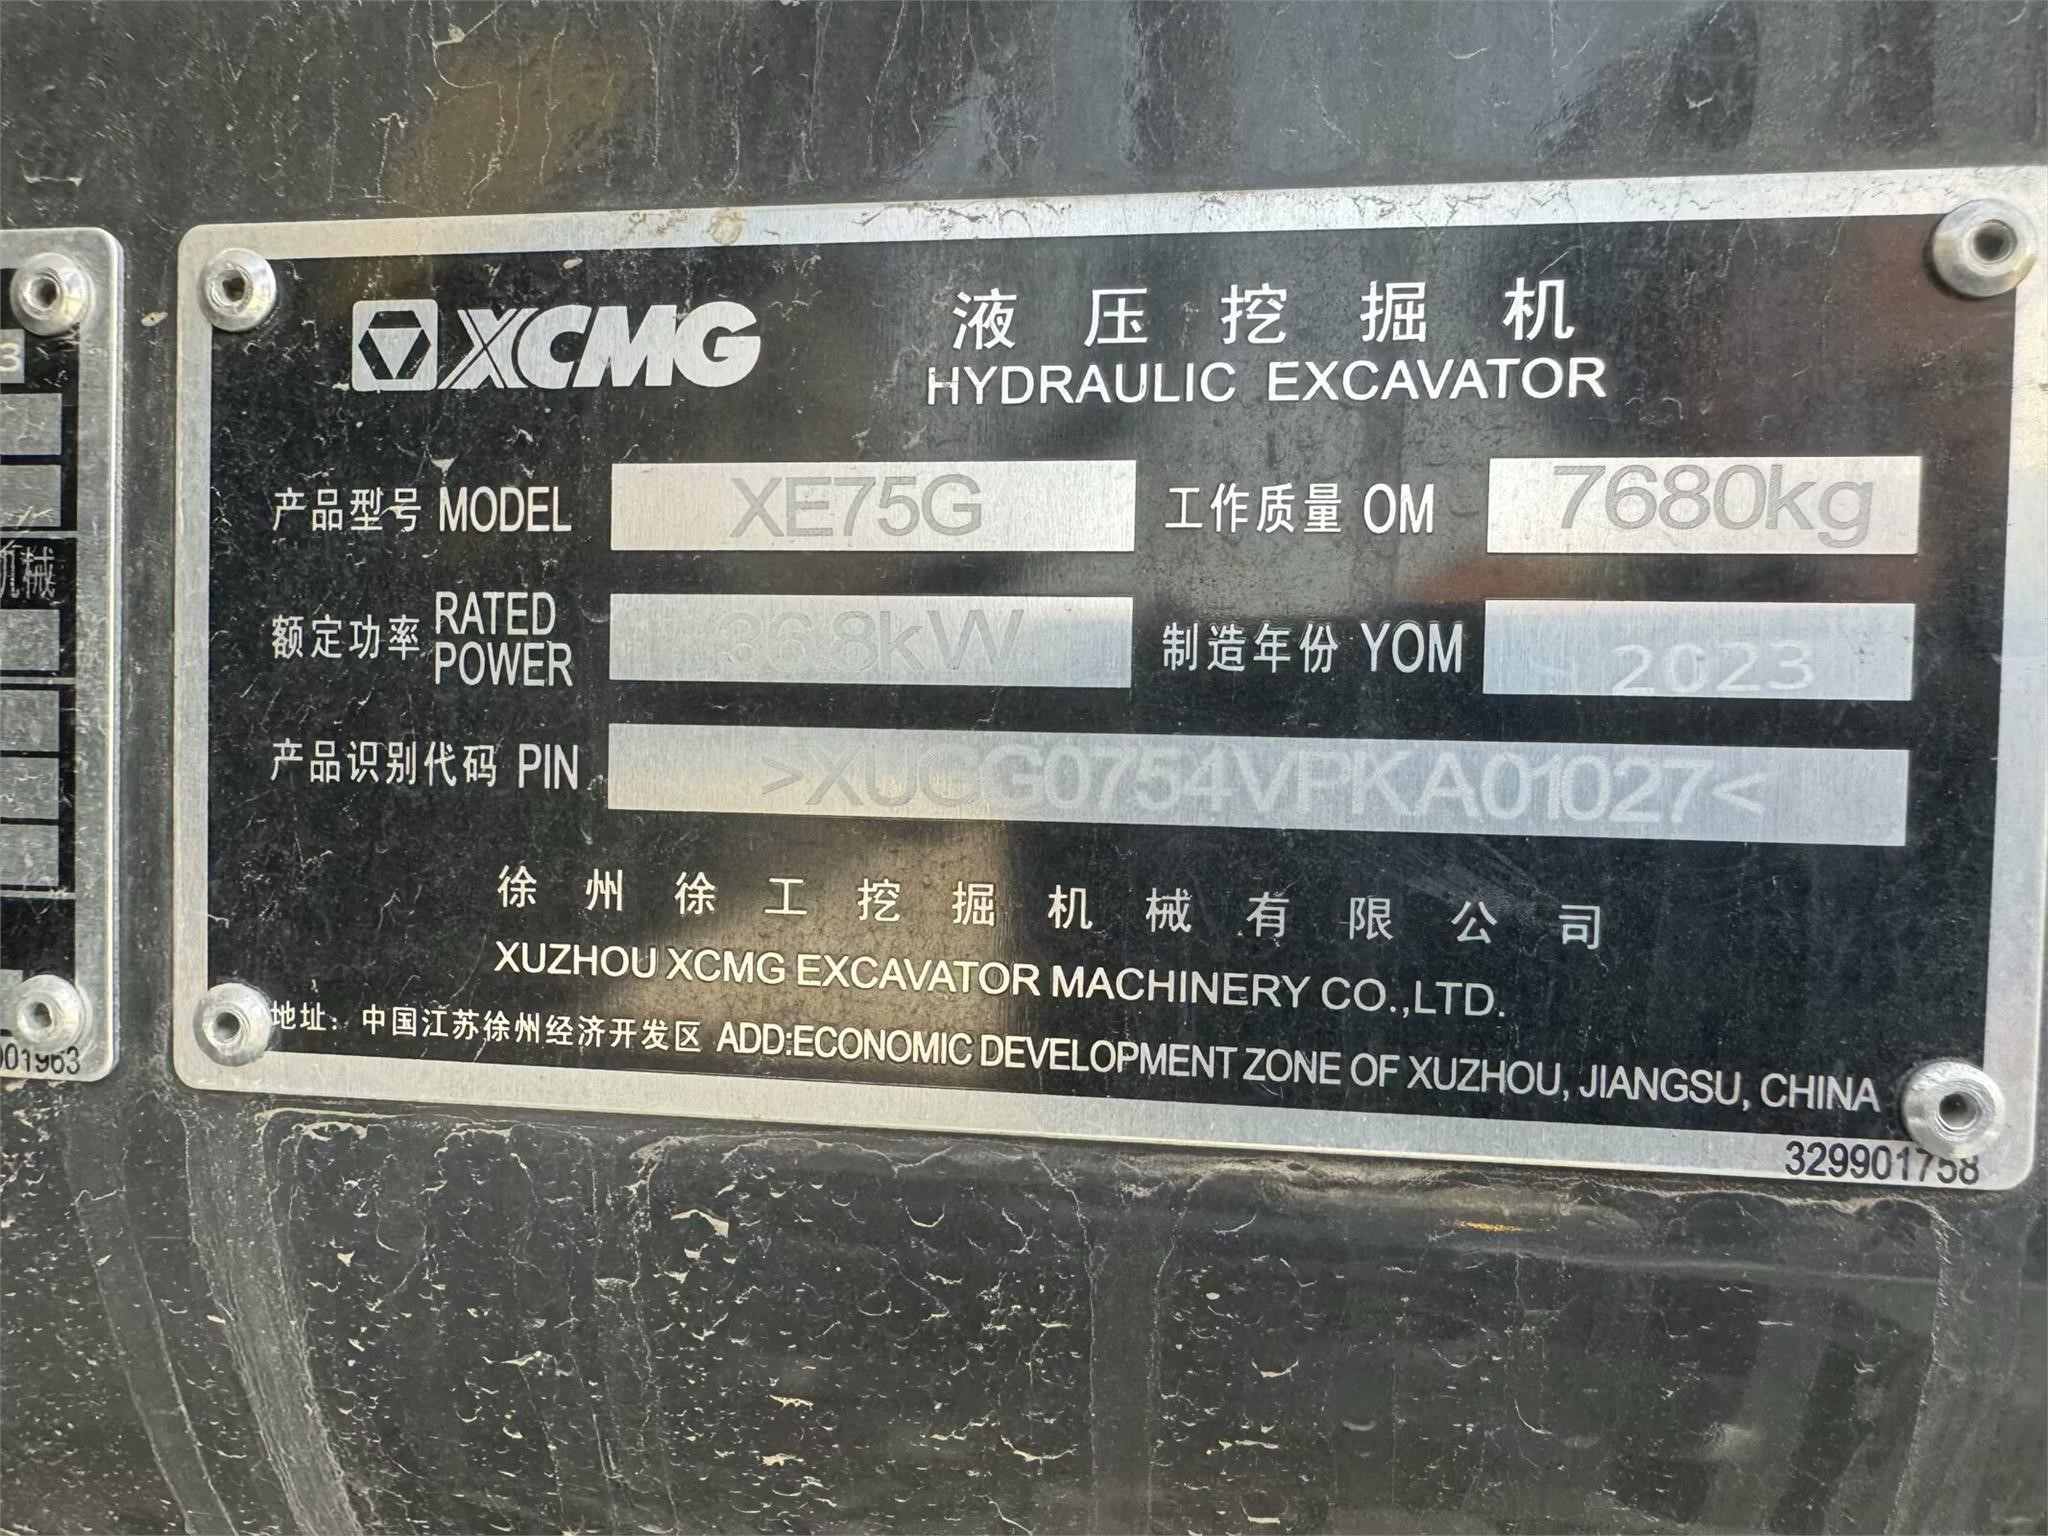 XCMG
液压挖掘机
HYDRAULIC EXCAVATOR
产品型号 MODEL XE75G 工作质量 OM 7680kg
额定功率 RATED POWER 36.8kW 制造年份 YOM 2023
产品识别代码 PIN >XUGG0754VPKA01027<
徐州徐工挖掘机械有限公司
XUZHOU XCMG EXCAVATOR MACHINERY CO.,LTD.
地址：中国江苏徐州经济开发区 ADD:ECONOMIC DEVELOPMENT ZONE OF XUZHOU, JIANGSU, CHINA
329901758
3
机械
001963